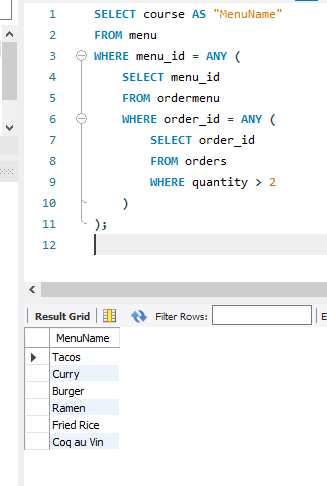 1 SELECT course AS "MenuName"
2 FROM menu
3 WHERE menu_id = ANY (
4 SELECT menu_id
5 FROM ordermenu
6 WHERE order_id = ANY (
7 SELECT order_id
8 FROM orders
9 WHERE quantity > 2
10 )
11 );
12
Result Grid Filter Rows:
MenuName
Tacos
Curry
Burger
Ramen
Fried Rice
Coq au Vin